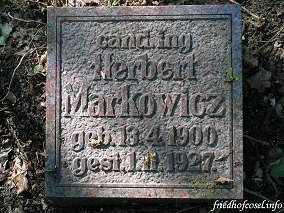 cand. ing
Herbert
Markowicz
geb. 13. 4. 1900
gest. 1. 11. 1927
friedhofcosel.info